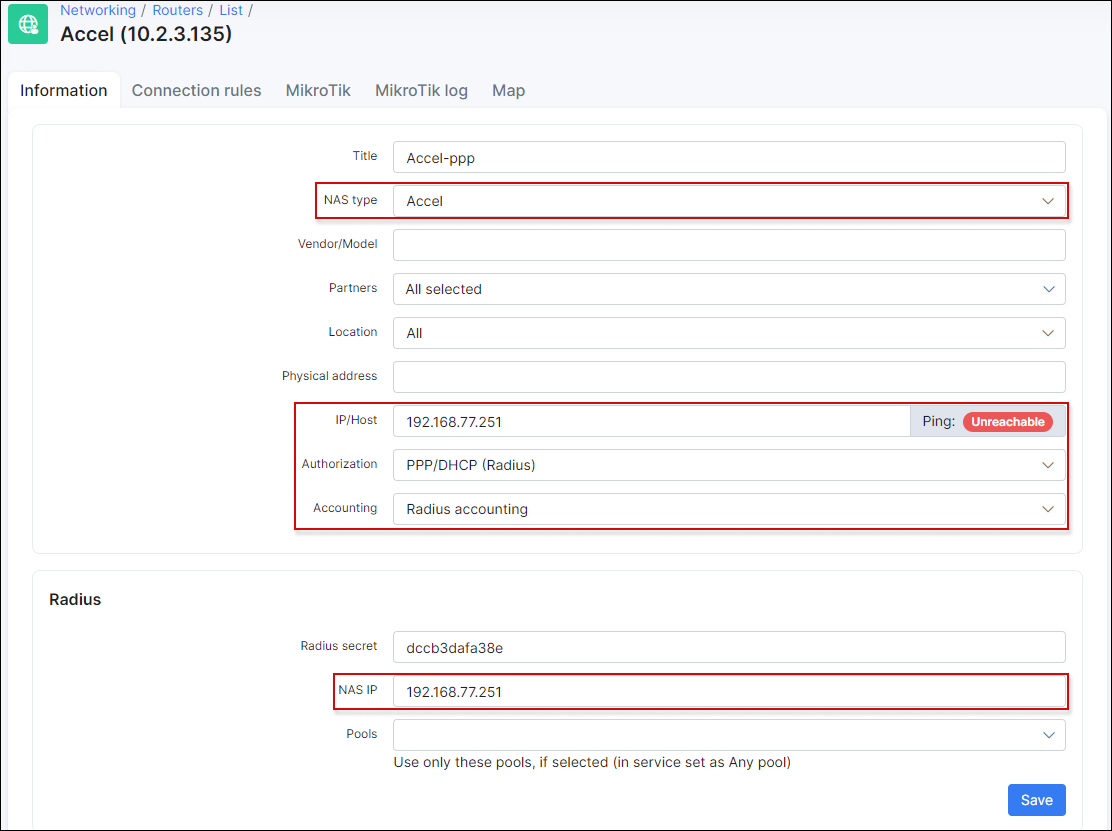 Networking / Routers / List /
Accel (10.2.3.135)
Information Connection rules MikroTik MikroTik log Map
Title Accel-ppp
NAS type Accel
Vendor/Model
Partners All selected
Location All
Physical address
IP/Host 192.168.77.251 Ping: Unreachable
Authorization PPP/DHCP (Radius)
Accounting Radius accounting
Radius
Radius secret dccb3dafa38e
NAS IP 192.168.77.251
Pools
Use only these pools, if selected (in service set as Any pool)
Save